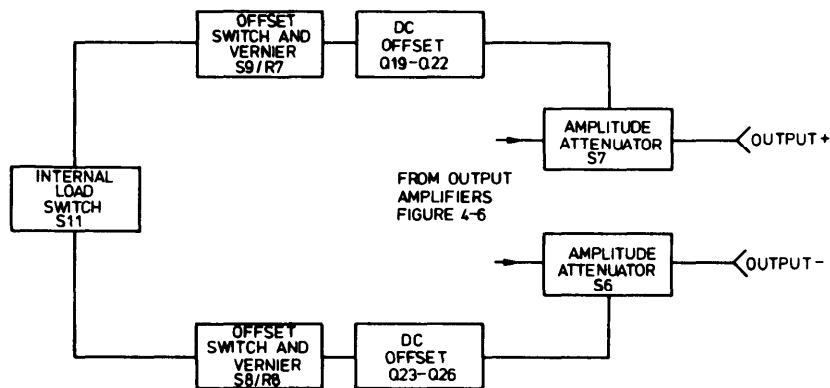 OFFSET
SWITCH AND
VERNIER
S9/R7
DC
OFFSET
Q19-Q22
AMPLITUDE
ATTENUATOR
S7
OUTPUT+
INTERNAL
LOAD
SWITCH
S11
FROM OUTPUT
AMPLIFIERS
FIGURE 4-6
AMPLITUDE
ATTENUATOR
S6
OUTPUT-
OFFSET
SWITCH AND
VERNIER
S8/R8
DC
OFFSET
Q23-Q26